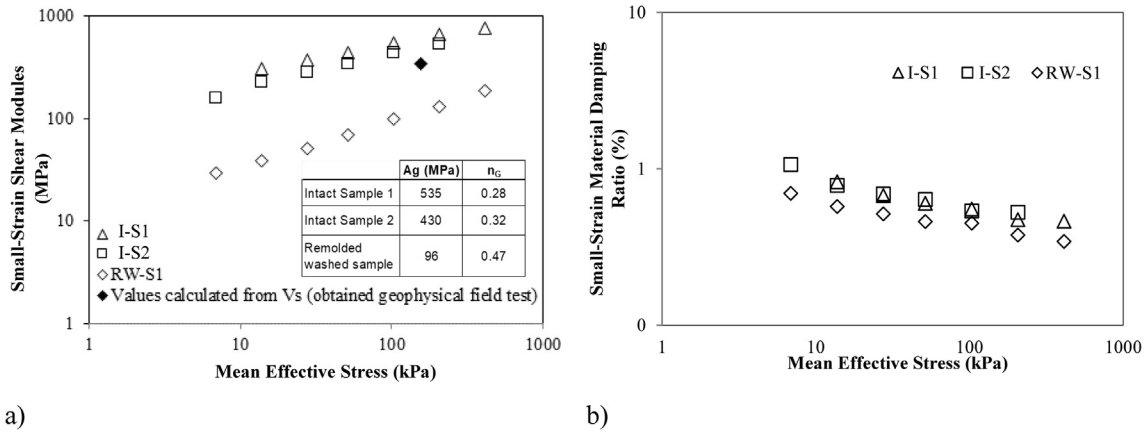 a)
Small-Strain Shear Modules
(MPa)
1000
100
10
1
1 10 100 1000
Mean Effective Stress (kPa)
Ag (MPa) nG
Intact Sample 1 535 0.28
Intact Sample 2 430 0.32
Remolded
washed sample 96 0.47
I-S1
I-S2
RW-S1
Values calculated from Vs (obtained geophysical field test)
b)
Small-Strain Material Damping
Ratio (%)
10
1
0
1 10 100 1000
Mean Effective Stress (kPa)
I-S1 I-S2 RW-S1